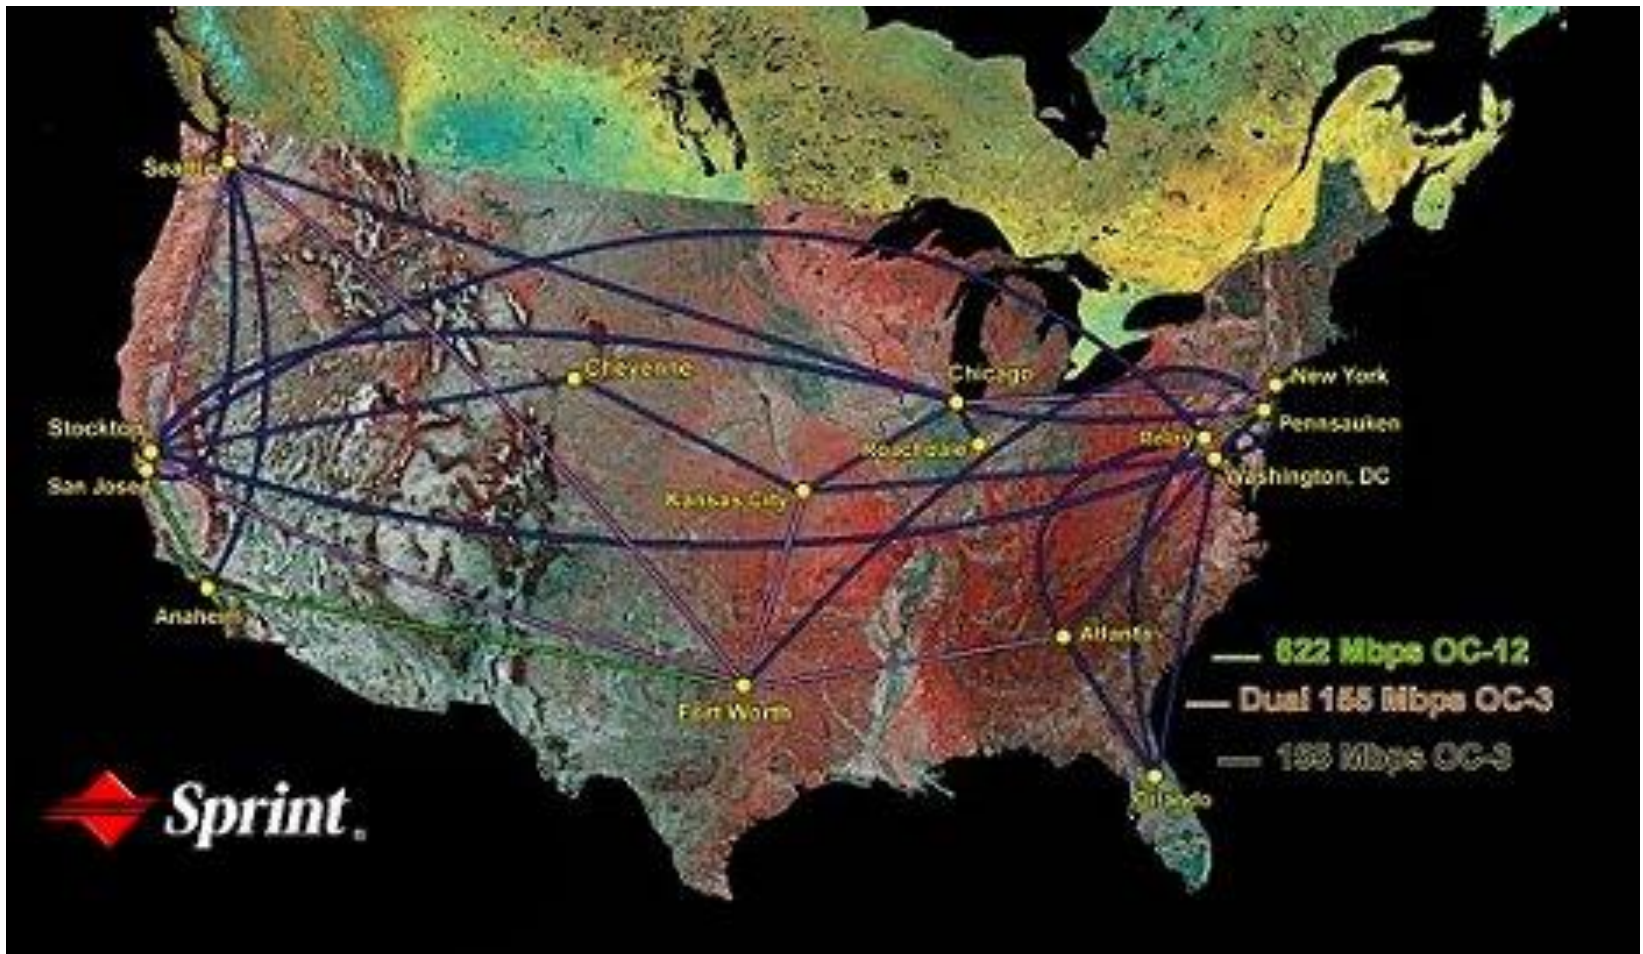 Seattle
Cheyenne
Chicago
New York
Stockton
Pennsauken
Relay
Roachdale
San Jose
Washington, DC
Kansas City
Anaheim
Atlanta
622 Mbps OC-12
Dual 155 Mbps OC-3
Fort Worth
155 Mbps OC-3
Orlando
Sprint